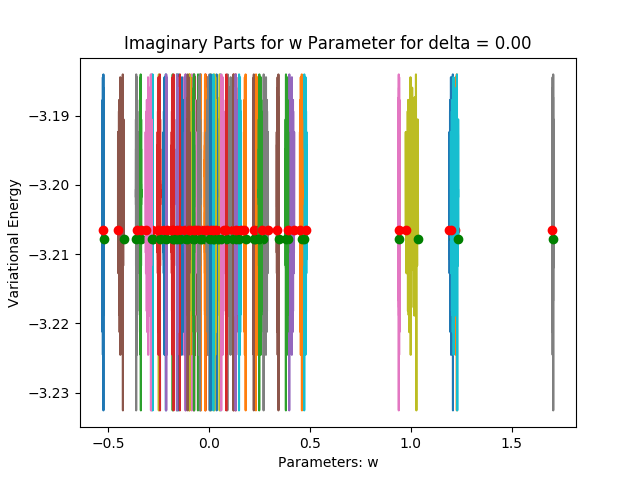 Imaginary Parts for w Parameter for delta = 0.00
Variational Energy
−3.19
−3.20
−3.21
−3.22
−3.23
−0.5 0.0 0.5 1.0 1.5
Parameters: w